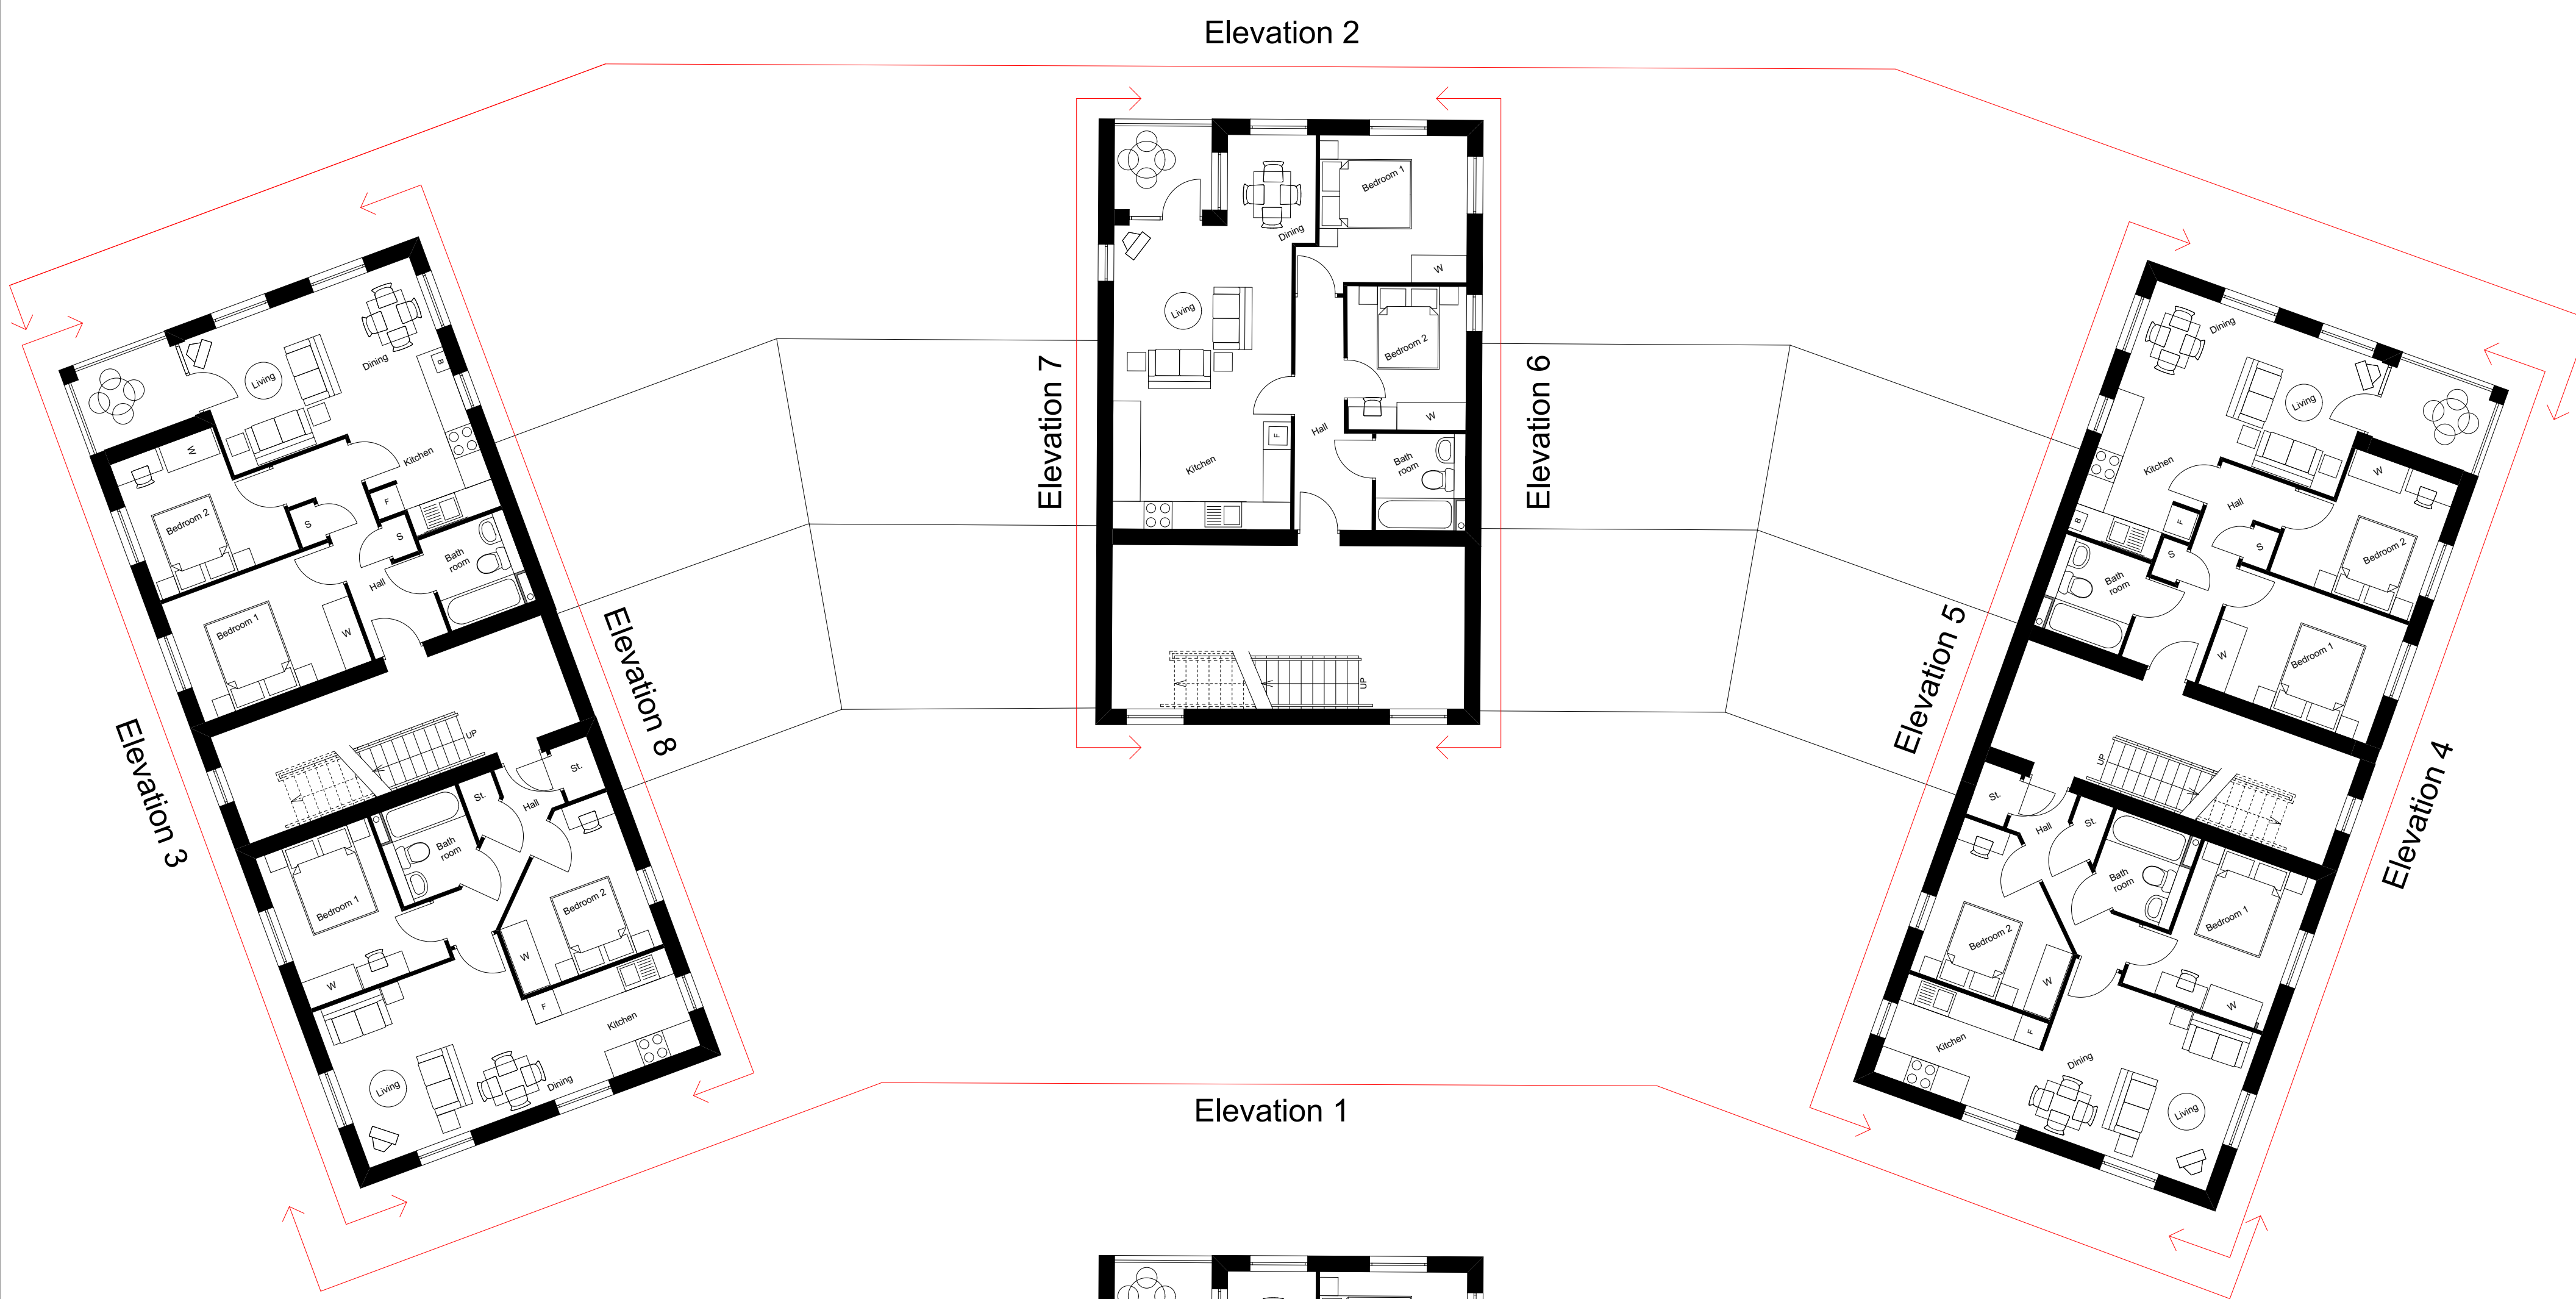 Elevation 2
Elevation 7
Elevation 6
Elevation 3
Elevation 8
Elevation 5
Elevation 4
Elevation 1
Living
Dining
B
Kitchen
W
Bedroom 2
S
F
S
Bath
room
Hall
Bedroom 1
W
UP
St.
St.
Hall
Bath
room
Bedroom 1
Bedroom 2
W
W
F
Kitchen
Living
Dining
Bedroom 1
Dining
W
Living
Bedroom 2
W
Hall
F
Kitchen
Bath
room
UP
Dining
Living
Kitchen
W
Hall
B
F
S
S
Bedroom 2
Bath
room
W
Bedroom 1
UP
St.
St.
Hall
Bath
room
Bedroom 1
Bedroom 2
W
W
F
Kitchen
Dining
Living